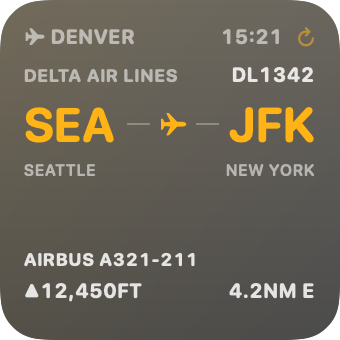 DENVER 15:21
DELTA AIR LINES DL1342
SEA JFK
SEATTLE NEW YORK
AIRBUS A321-211
▲12,450FT 4.2NM E